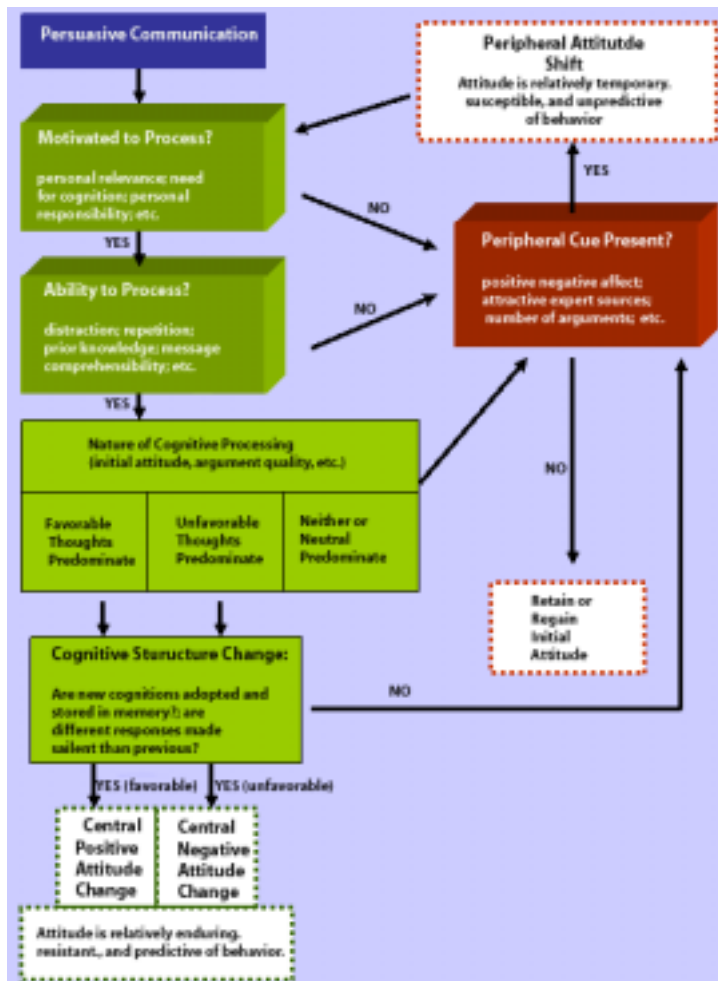 Persuasive Communication
Peripheral Attitutde
Shift
Attitude is relatively temporary.
susceptible, and unpredictive
of behavior
Motivated to Process?
personal relevance; need
for cognition; personal
responsibility; etc.
NO
YES
YES
Peripheral Cue Present?
positive negative affect;
attractive expert sources;
number of arguments; etc.
Ability to Process?
distraction; repetition;
prior knowledge; message
comprehensibility; etc.
NO
YES
Nature of Cognitive Processing
(initial attitude, argument quality, etc.)
NO
Favorable
Thoughts
Predominate
Unfavorable
Thoughts
Predominate
Neither or
Neutral
Predominate
Retain or
Regain
Initial
Attitude
Cognitive Sturucture Change:
Are new cognitions adopted and
stored in memory?; are
different responses made
sailent than previous?
NO
YES (favorable)
YES (unfavorable)
Central
Positive
Attitude
Change
Central
Negative
Attitude
Change
Attitude is relatively enduring.
resistant., and predictive of behavior.